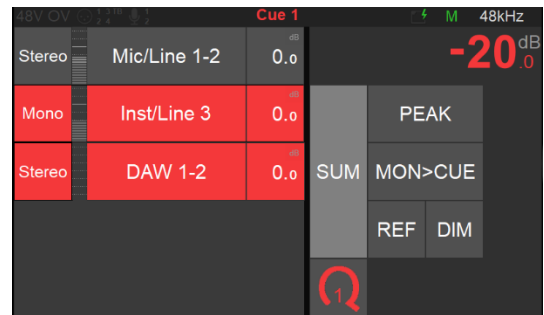 48V OV Cue 1 M 48kHz
Stereo Mic/Line 1-2 dB 0.0
-20.0 dB
Mono Inst/Line 3 dB 0.0
PEAK
Stereo DAW 1-2 dB 0.0
SUM MON>CUE
REF DIM
1